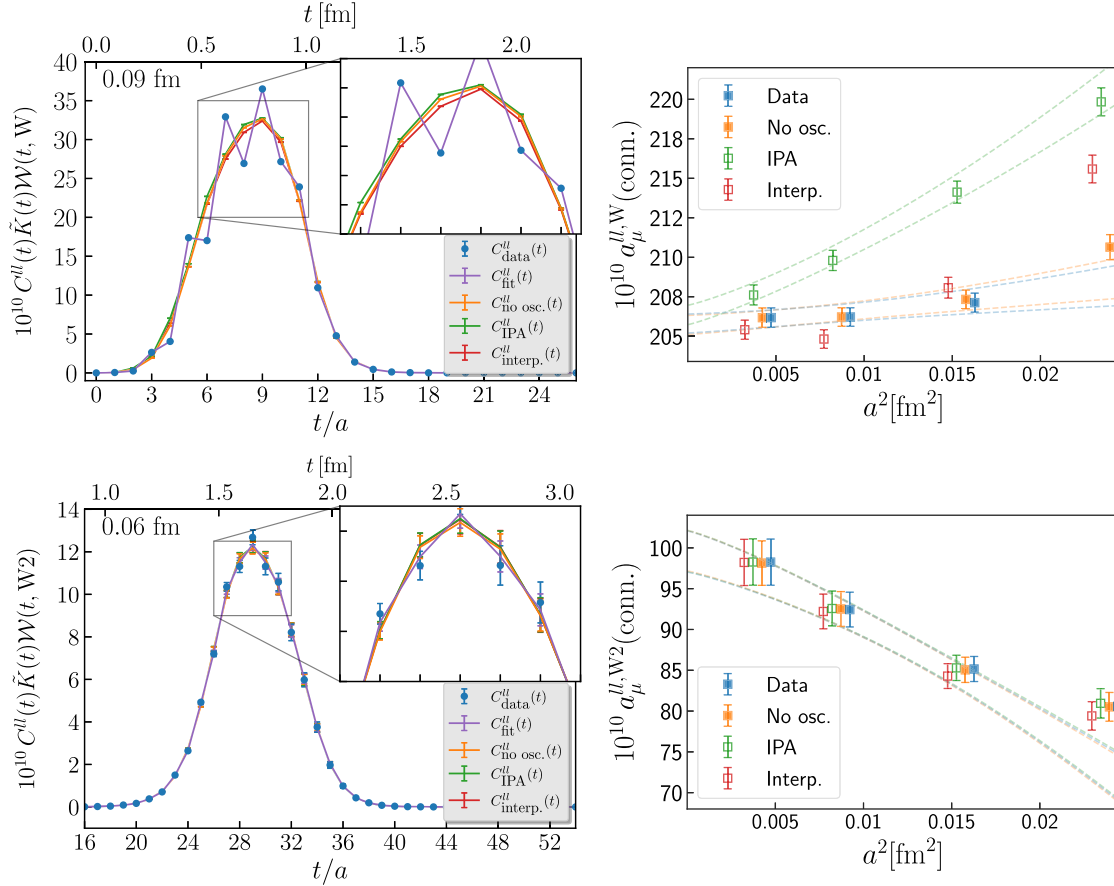 t [fm]
0.0 0.5 1.0 1.5 2.0
0.09 fm
40
35
30
25
20
15
10
5
0
10^10 C^ll(t)K̃(t)𝒲(t, W)
C^ll_data(t)
C^ll_fit(t)
C^ll_no osc.(t)
C^ll_IPA(t)
C^ll_interp.(t)
0 3 6 9 12 15 18 21 24
t/a
220
217
215
212
210
208
205
10^10 a_μ^ll,W(conn.)
Data
No osc.
IPA
Interp.
0.005 0.01 0.015 0.02
a^2[fm^2]
t [fm]
1.0 1.5 2.0 2.5 3.0
0.06 fm
14
12
10
8
6
4
2
0
10^10 C^ll(t)K̃(t)𝒲(t, W2)
C^ll_data(t)
C^ll_fit(t)
C^ll_no osc.(t)
C^ll_IPA(t)
C^ll_interp.(t)
16 20 24 28 32 36 40 44 48 52
t/a
100
95
90
85
80
75
70
10^10 a_μ^ll,W2(conn.)
Data
No osc.
IPA
Interp.
0.005 0.01 0.015 0.02
a^2[fm^2]